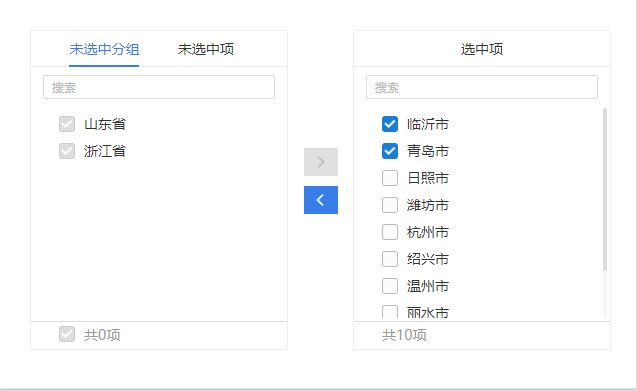 未选中分组 未选中项
搜索
山东省
浙江省
共0项
选中项
搜索
临沂市
青岛市
日照市
潍坊市
杭州市
绍兴市
温州市
丽水市
共10项